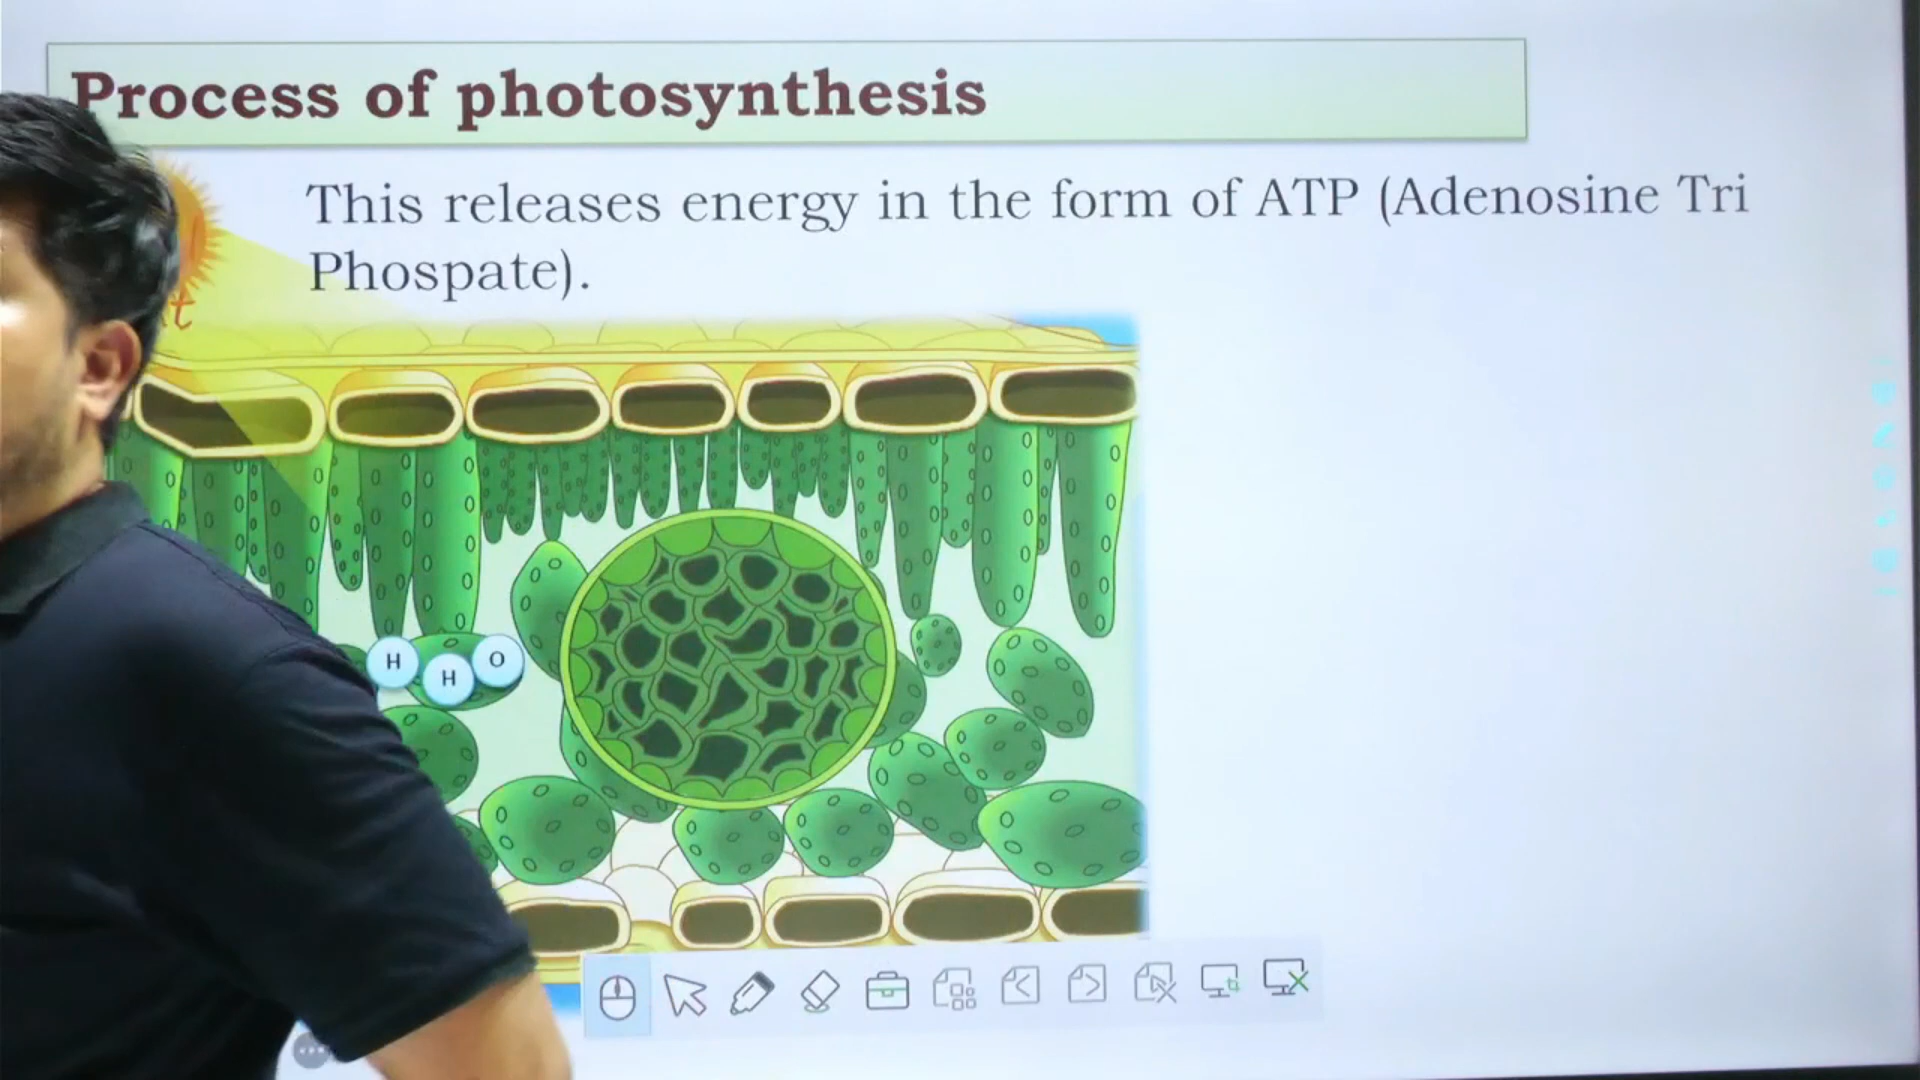 Process of photosynthesis
This releases energy in the form of ATP (Adenosine Tri
Phospate).
H
H
O